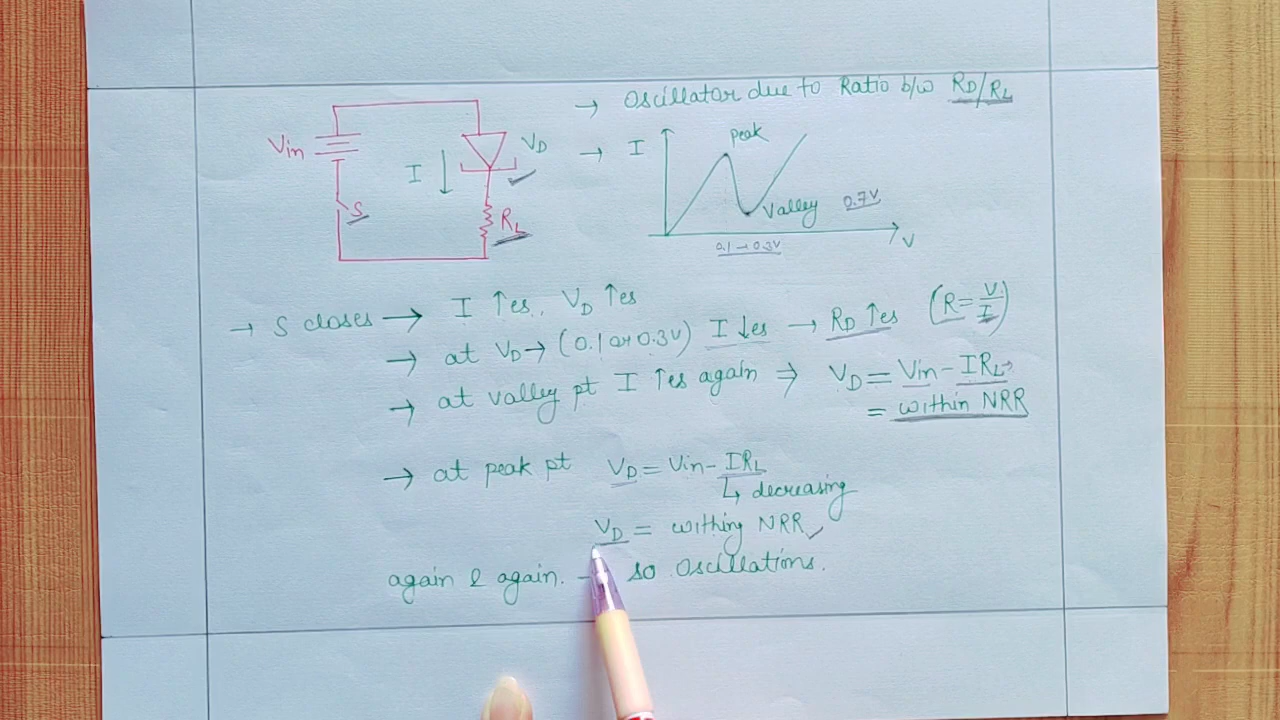 → Oscillator due to Ratio b/w RD/RL
Vin
I ↓
VD
S
RL
→ I
Peak
Valley
0.7V
0.1 → 0.3V
V
→ S closes → I ↑es, VD ↑es
→ at VD → (0.1 or 0.3V) I ↓es → RD ↑es (R = V/I)
→ at valley pt I ↑es again ⇒ VD = Vin - IRL
= within NRR
→ at peak pt VD = Vin - IRL
↳ decreasing
VD = withing NRR
again & again. → so Oscillations.